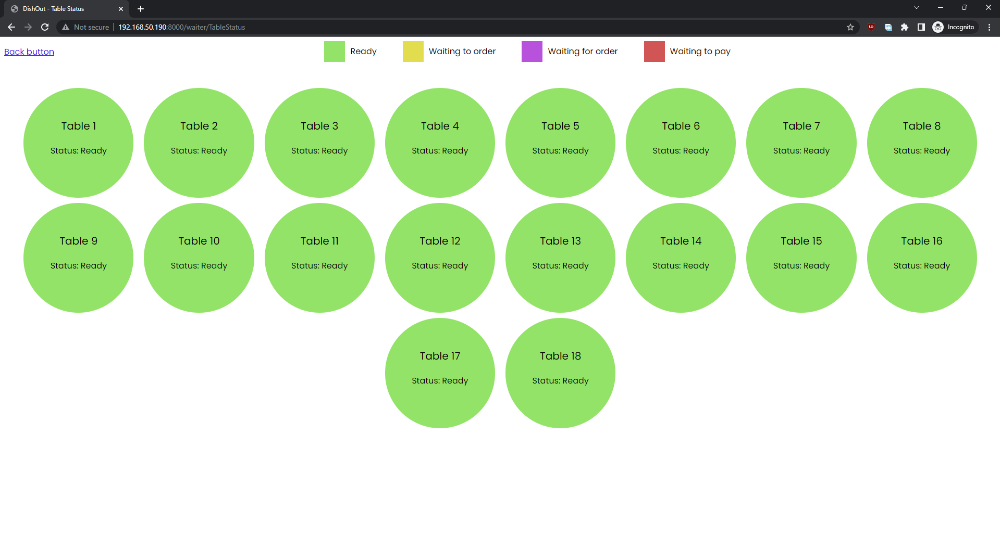 DishOut - Table Status
Not secure 192.168.50.190:8000/waiter/TableStatus Incognito
Back button Ready Waiting to order Waiting for order Waiting to pay
Table 1 Table 2 Table 3 Table 4 Table 5 Table 6 Table 7 Table 8
Status: Ready Status: Ready Status: Ready Status: Ready Status: Ready Status: Ready Status: Ready Status: Ready
Table 9 Table 10 Table 11 Table 12 Table 13 Table 14 Table 15 Table 16
Status: Ready Status: Ready Status: Ready Status: Ready Status: Ready Status: Ready Status: Ready Status: Ready
Table 17 Table 18
Status: Ready Status: Ready